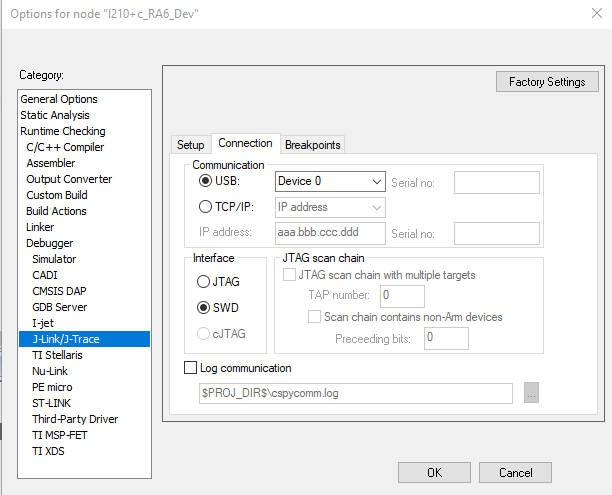 Options for node "I210+c_RA6_Dev"
Category:
Factory Settings
General Options
Static Analysis
Runtime Checking
C/C++ Compiler
Assembler
Output Converter
Custom Build
Build Actions
Linker
Debugger
Simulator
CADI
CMSIS DAP
GDB Server
I-jet
J-Link/J-Trace
TI Stellaris
Nu-Link
PE micro
ST-LINK
Third-Party Driver
TI MSP-FET
TI XDS
Setup Connection Breakpoints
Communication
USB: Device 0 Serial no:
TCP/IP: IP address
IP address: aaa.bbb.ccc.ddd Serial no:
Interface
JTAG
SWD
cJTAG
JTAG scan chain
JTAG scan chain with multiple targets
TAP number: 0
Scan chain contains non-Arm devices
Preceeding bits: 0
Log communication
$PROJ_DIR$\cspycomm.log ...
OK Cancel